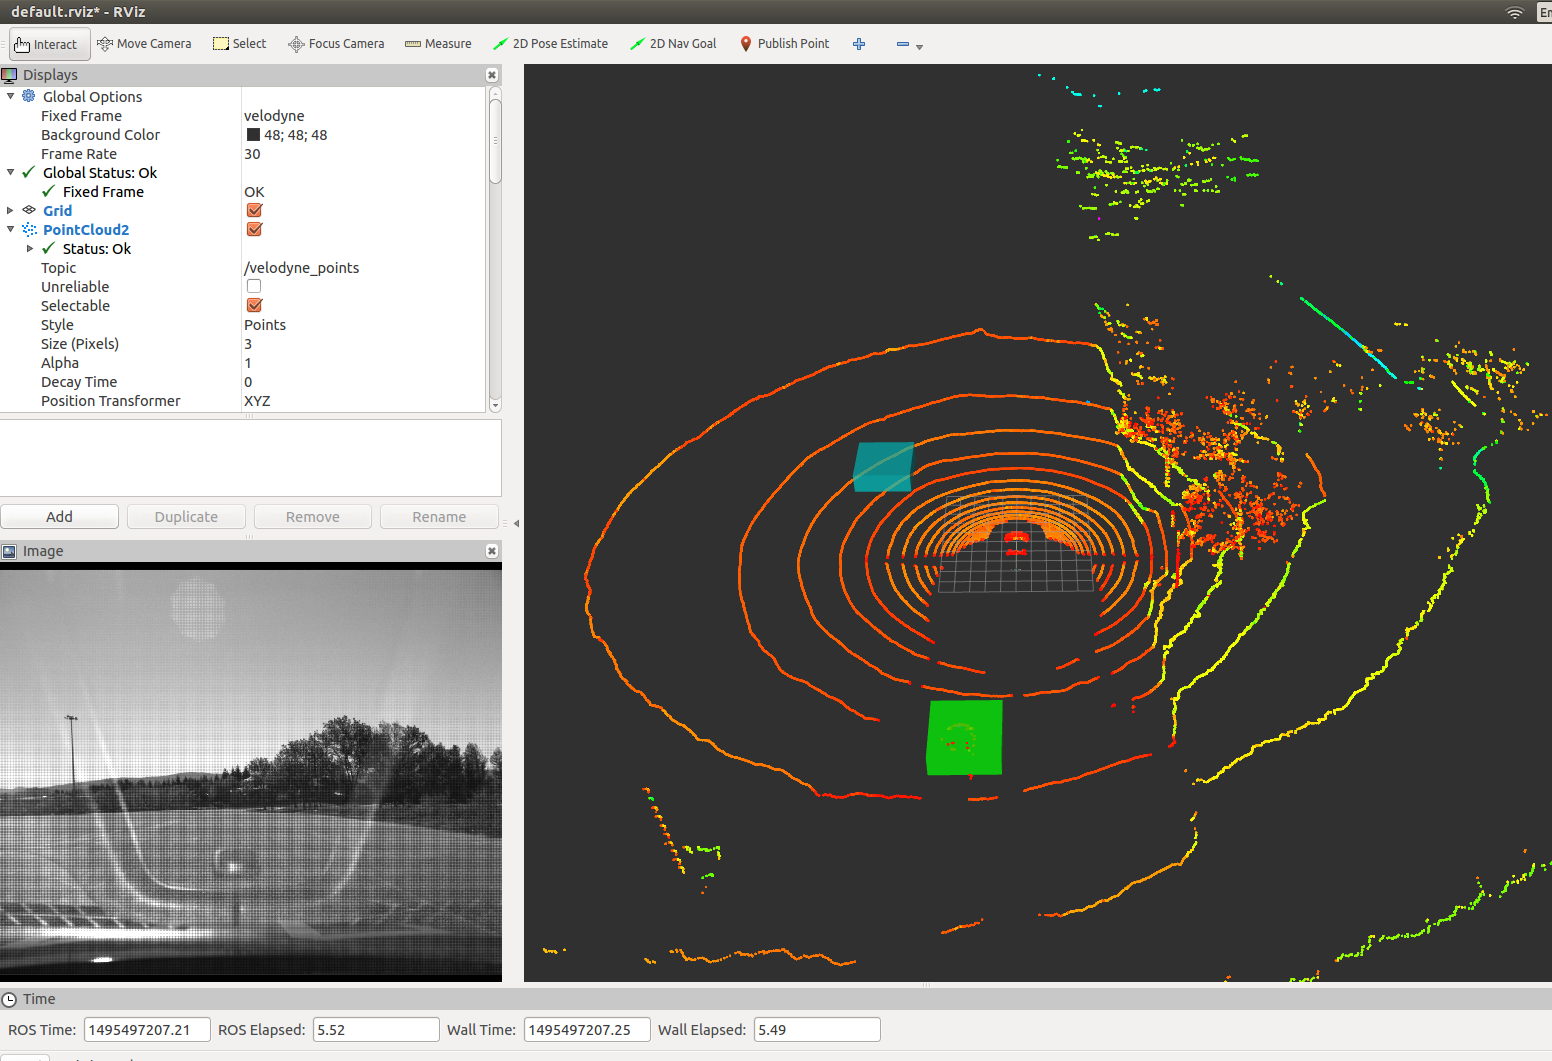 default.rviz* - RViz
En
Interact Move Camera Select Focus Camera Measure 2D Pose Estimate 2D Nav Goal Publish Point
Displays
Global Options
Fixed Frame velodyne
Background Color 48; 48; 48
Frame Rate 30
Global Status: Ok
Fixed Frame OK
Grid
PointCloud2
Status: Ok
Topic /velodyne_points
Unreliable
Selectable
Style Points
Size (Pixels) 3
Alpha 1
Decay Time 0
Position Transformer XYZ
Add Duplicate Remove Rename
Image
Time
ROS Time: 1495497207.21 ROS Elapsed: 5.52 Wall Time: 1495497207.25 Wall Elapsed: 5.49